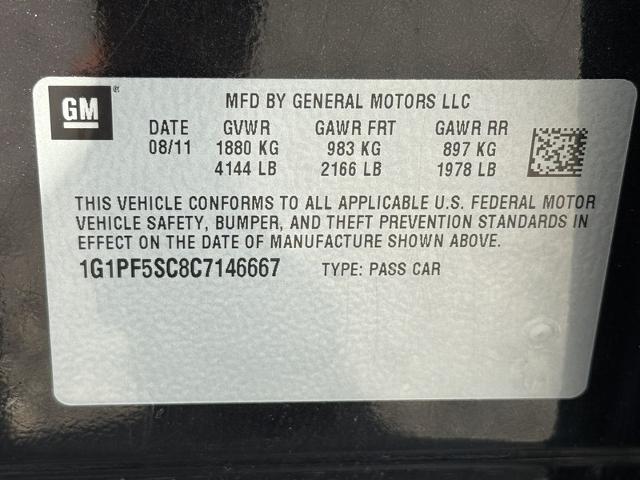 GM®
MFD BY GENERAL MOTORS LLC
DATE GVWR GAWR FRT GAWR RR
08/11 1880 KG 983 KG 897 KG
4144 LB 2166 LB 1978 LB
THIS VEHICLE CONFORMS TO ALL APPLICABLE U.S. FEDERAL MOTOR
VEHICLE SAFETY, BUMPER, AND THEFT PREVENTION STANDARDS IN
EFFECT ON THE DATE OF MANUFACTURE SHOWN ABOVE.
1G1PF5SC8C7146667 TYPE: PASS CAR